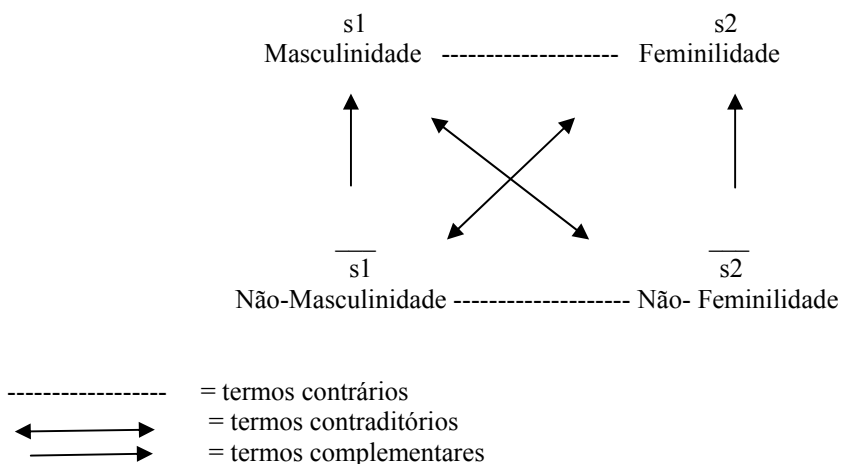 s1 s2
Masculinidade -------------------- Feminilidade
s1 s2
Não-Masculinidade -------------------- Não- Feminilidade
------------------ = termos contrários
= termos contraditórios
= termos complementares